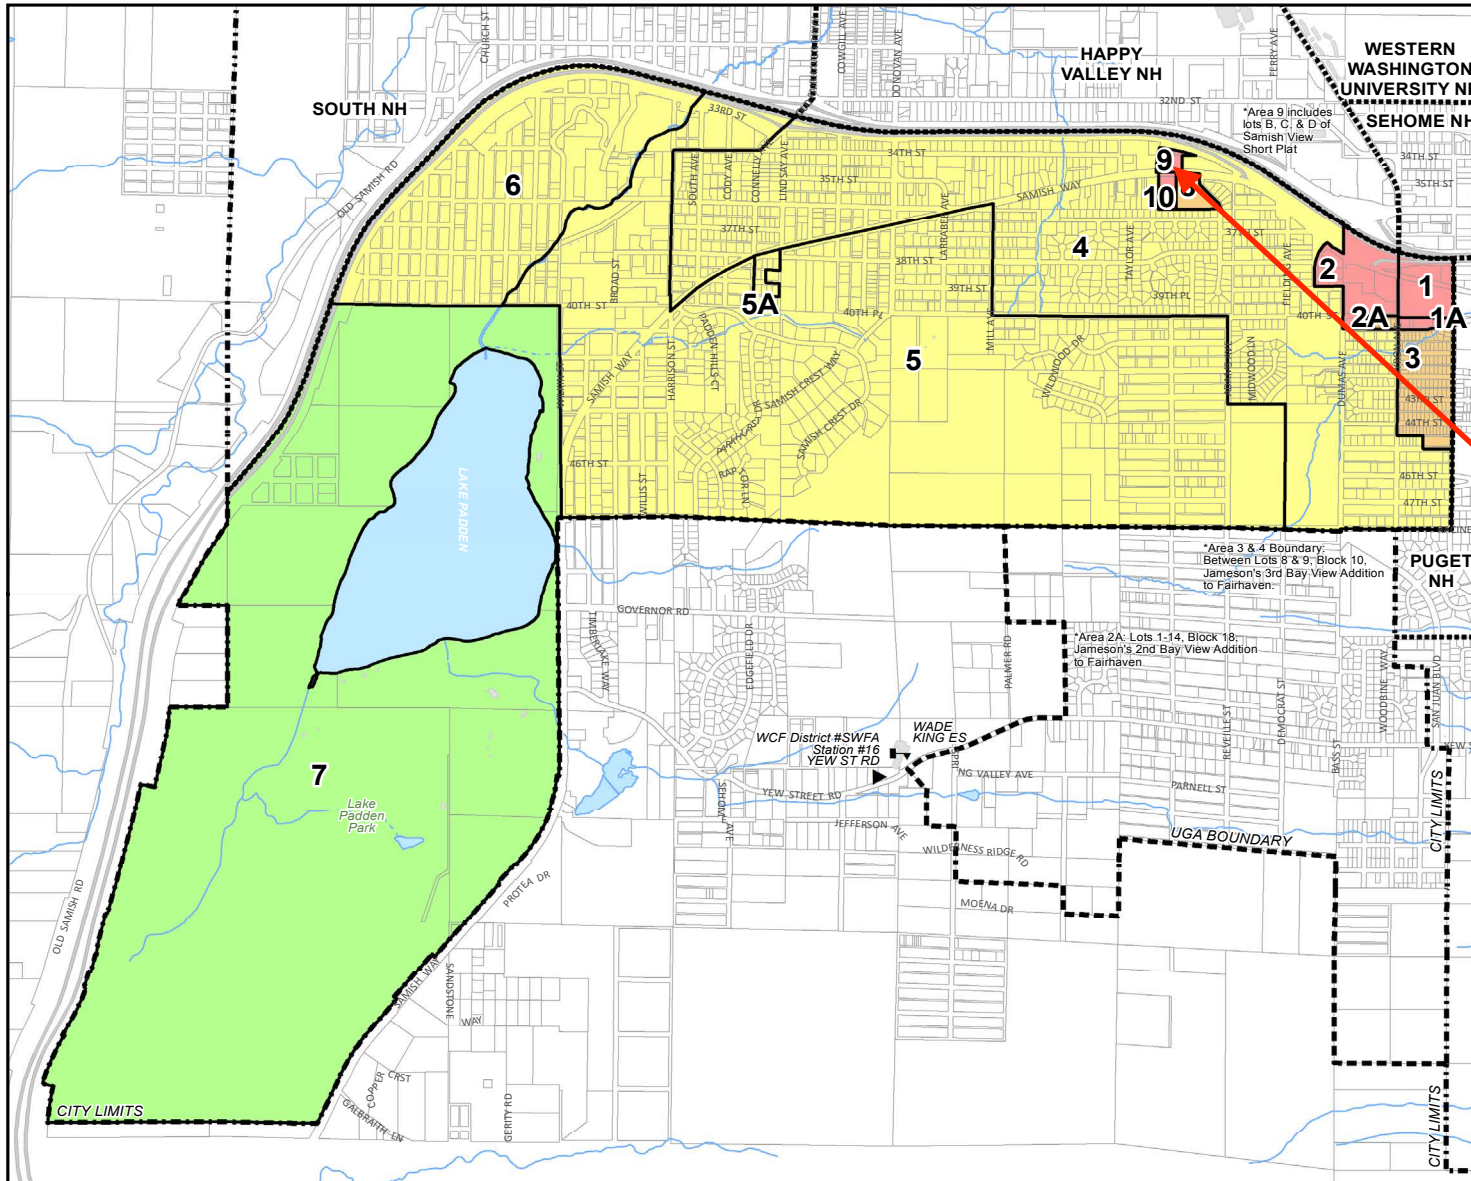 CHURCH ST
COWGILL AVE
DONOVAN AVE
HAPPY
VALLEY NH
FERRY AVE
WESTERN
WASHINGTON
UNIVERSITY NH
SOUTH NH
33RD ST
32ND ST
*Area 9 includes
lots B, C, & D of
Samish View
Short Plat
SEHOME NH
34TH ST
35TH ST
34TH ST
35TH ST
OLD SAMISH RD
6
SOUTH AVE
CODY AVE
CONNELLY
LINDSAY AVE
SAMISH WAY
9
8
10
37TH ST
LARRABEE AVE
4
TAYLOR AVE
37TH ST
FIELDING AVE
2
1
BROAD ST
38TH ST
39TH ST
39TH PL
40TH ST
5A
40TH PL
MILL AVE
40TH ST
2A
1A
PADDEN HILLS CT
HARRISON ST
SAMISH WAY
5
WILDWOOD DR
MIDWOOD LN
DUMAS AVE
3
SAMISH CREST WAY
SAMISH CREST DR
43RD ST
44TH ST
46TH ST
WILLIS ST
46TH ST
47TH ST
LAKE PADDEN
*Area 3 & 4 Boundary:
Between Lots 8 & 9, Block 10,
Jameson's 3rd Bay View Addition
to Fairhaven.
PUGET
NH
GOVERNOR RD
TIMBERLAKE WAY
EDGEFIELD DR
PALMER RD
*Area 2A: Lots 1-14, Block 18,
Jameson's 2nd Bay View Addition
to Fairhaven
WOODBINE WAY
SAN JUAN BLVD
REVEILLE ST
DEMOCRAT ST
BASS ST
WCF District #SWFA
Station #16
YEW ST RD
WADE
KING ES
7
Lake
Padden
Park
YEW STREET RD
NG VALLEY AVE
PARNELL ST
JEFFERSON AVE
WILDERNESS RIDGE RD
UGA BOUNDARY
CITY LIMITS
PROTEA DR
MOENA DR
OLD SAMISH RD
SAMISH WAY
SANDSTONE
WAY
COPPER
CRST
GALBRAITH LN
GERITY RD
CITY LIMITS
CITY LIMITS